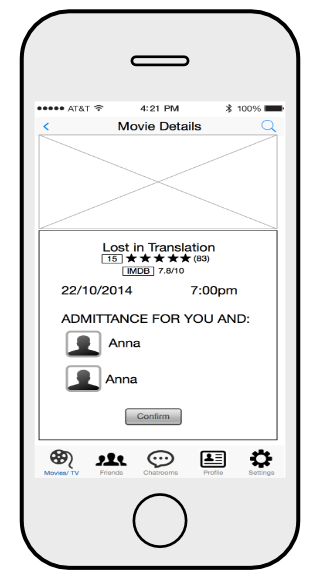 AT&T 4:21 PM 100%
Movie Details
Lost in Translation
15 ★★★★★ (83)
IMDB 7.8/10
22/10/2014 7:00pm
ADMITTANCE FOR YOU AND:
Anna
Anna
Confirm
Movies/ TV Friends Chatrooms Profile Settings